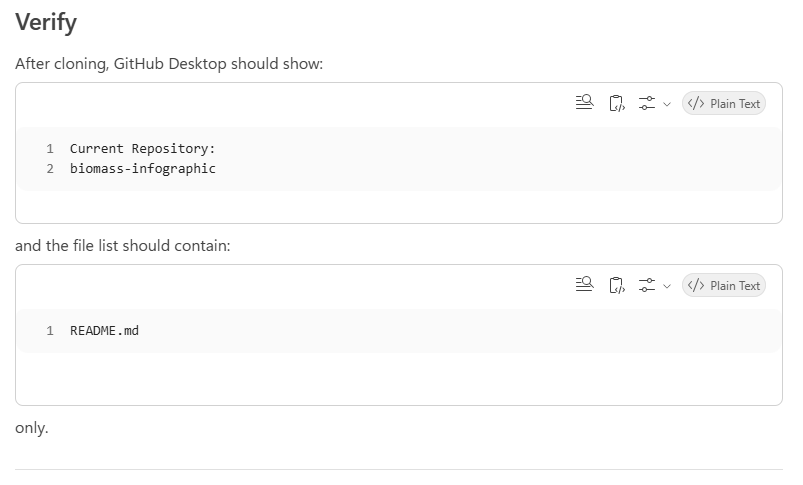 Verify
After cloning, GitHub Desktop should show:
</> Plain Text
1 Current Repository:
2 biomass-infographic
and the file list should contain:
</> Plain Text
1 README.md
only.